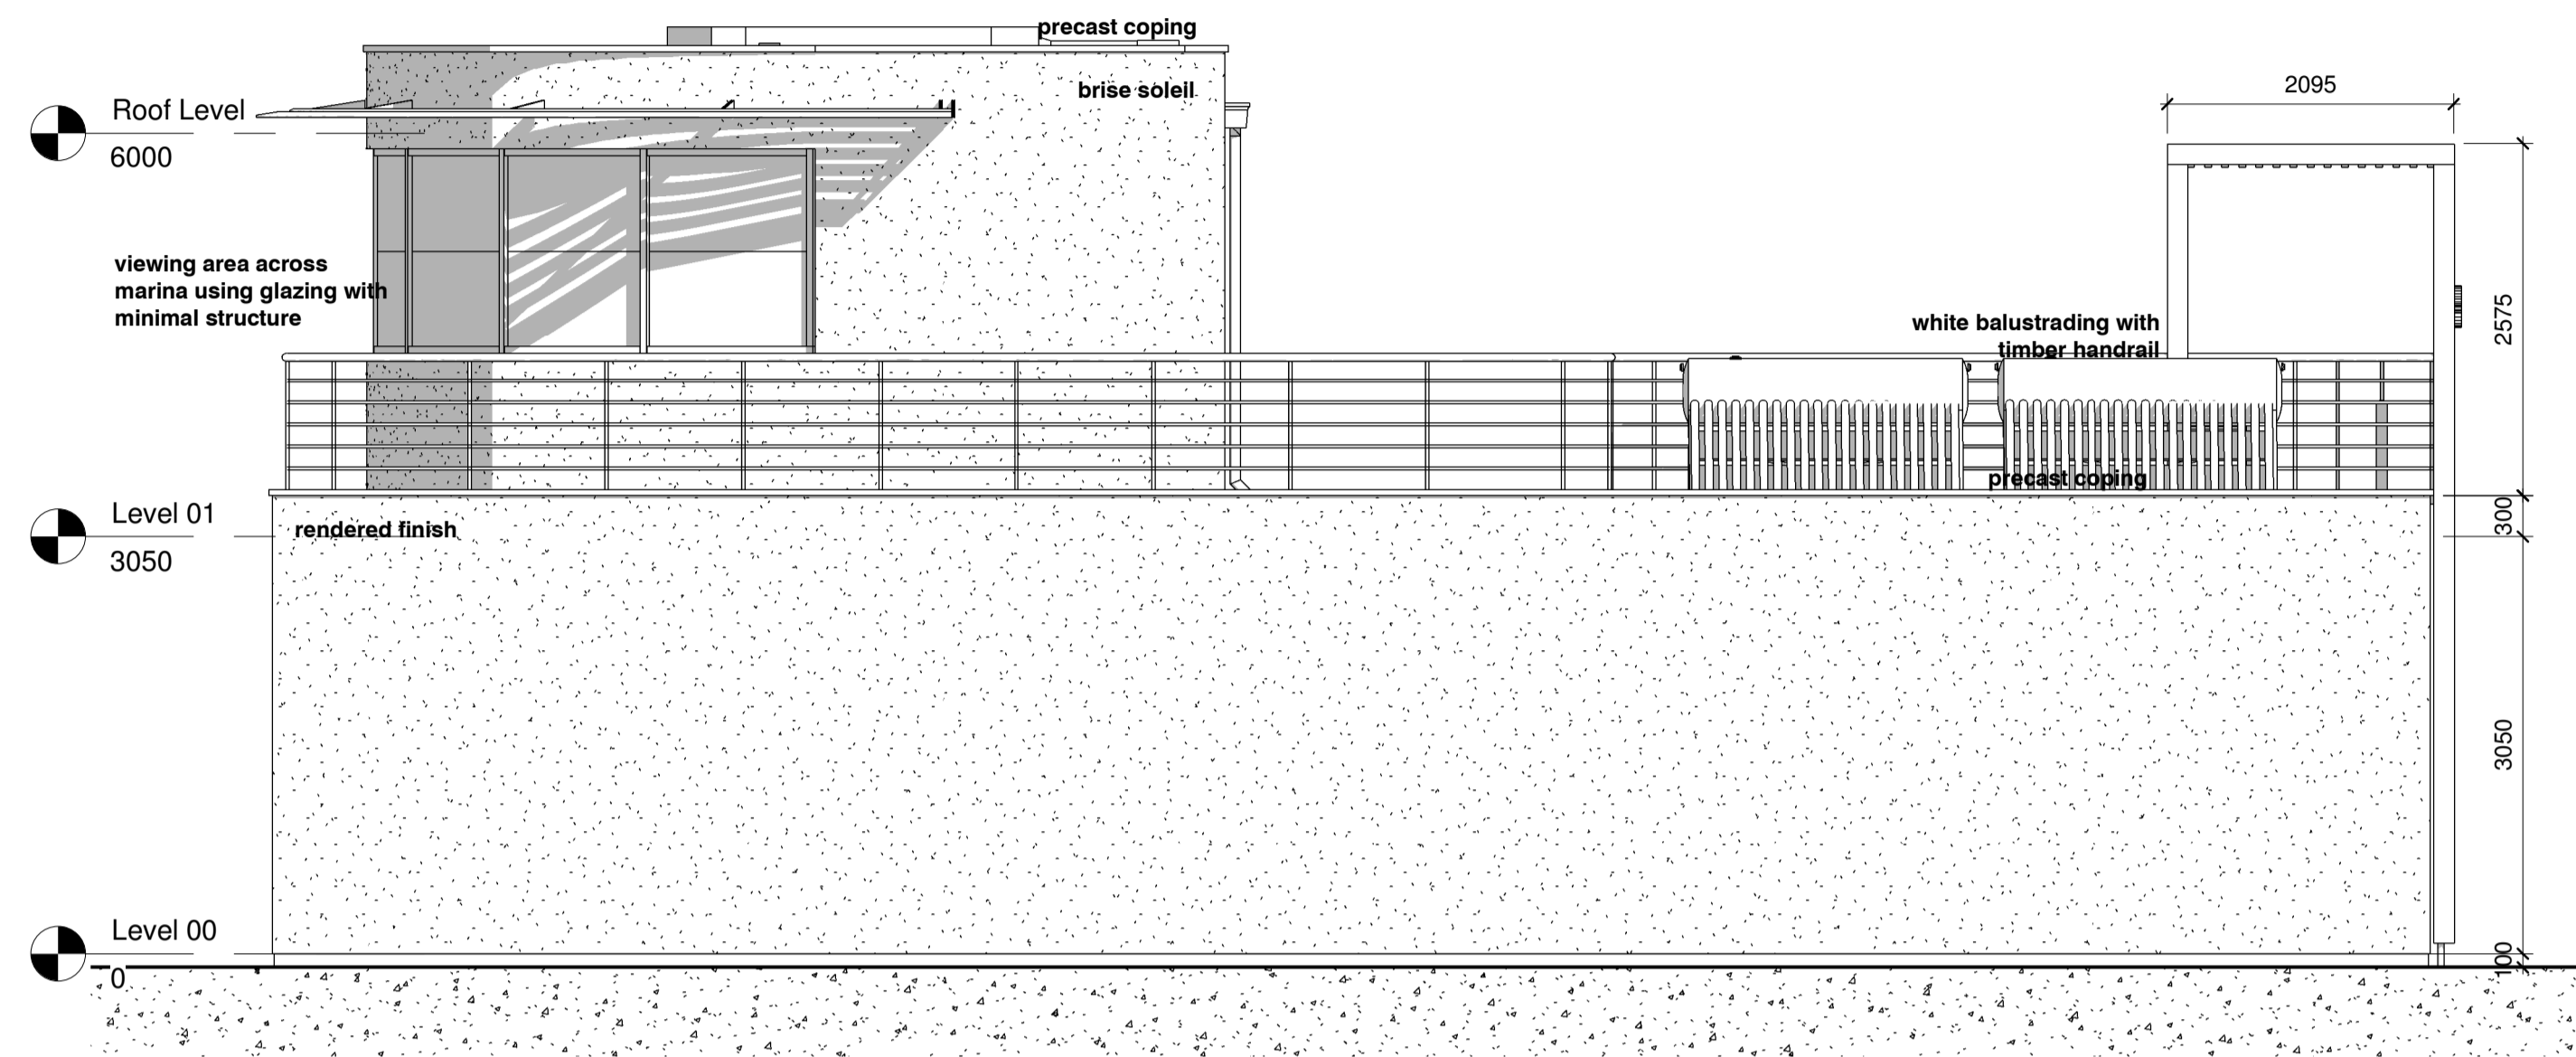 precast coping
brise soleil
2095
Roof Level
6000
viewing area across
marina using glazing with
minimal structure
white balustrading with
timber handrail
2575
precast coping
Level 01
3050
rendered finish
300
3050
Level 00
0
100